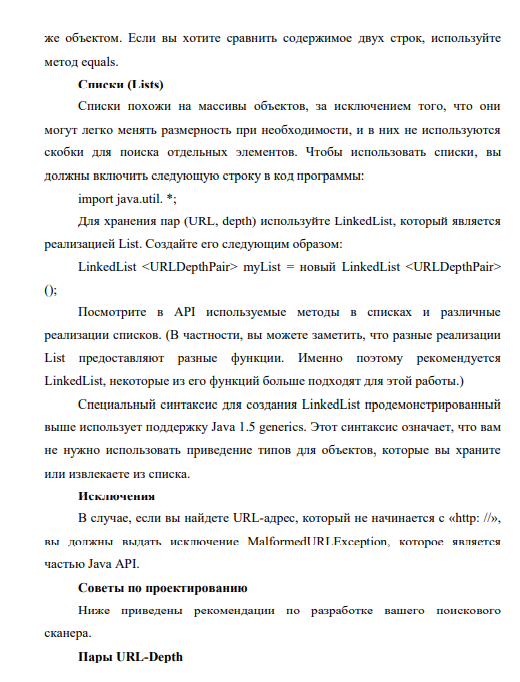 же объектом. Если вы хотите сравнить содержимое двух строк, используйте
метод equals.
Списки (Lists)
Списки похожи на массивы объектов, за исключением того, что они
могут легко менять размерность при необходимости, и в них не используются
скобки для поиска отдельных элементов. Чтобы использовать списки, вы
должны включить следующую строку в код программы:
import java.util. *;
Для хранения пар (URL, depth) используйте LinkedList, который является
реализацией List. Создайте его следующим образом:
LinkedList <URLDepthPair> myList = новый LinkedList <URLDepthPair>
();
Посмотрите в API используемые методы в списках и различные
реализации списков. (В частности, вы можете заметить, что разные реализации
List предоставляют разные функции. Именно поэтому рекомендуется
LinkedList, некоторые из его функций больше подходят для этой работы.)
Специальный синтаксис для создания LinkedList продемонстрированный
выше использует поддержку Java 1.5 generics. Этот синтаксис означает, что вам
не нужно использовать приведение типов для объектов, которые вы храните
или извлекаете из списка.
Исключения
В случае, если вы найдете URL-адрес, который не начинается с «http: //»,
вы должны выдать исключение MalformedURLException, которое является
частью Java API.
Советы по проектированию
Ниже приведены рекомендации по разработке вашего поискового
сканера.
Пары URL-Depth